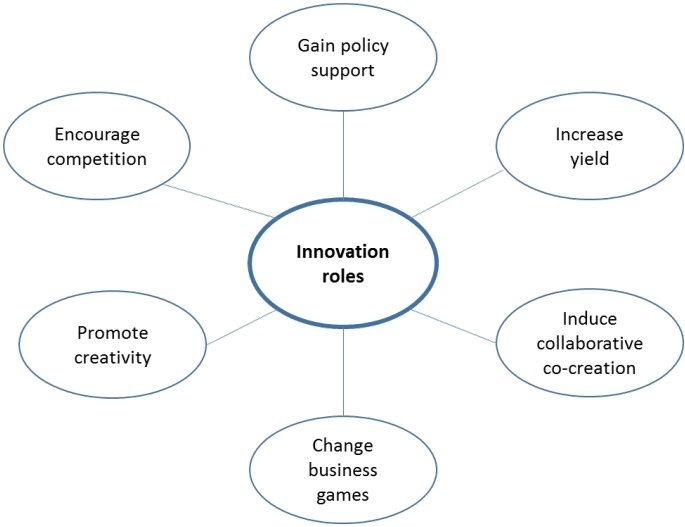 Gain policy
support
Encourage
competition
Increase
yield
Innovation
roles
Promote
creativity
Induce
collaborative
co-creation
Change
business
games